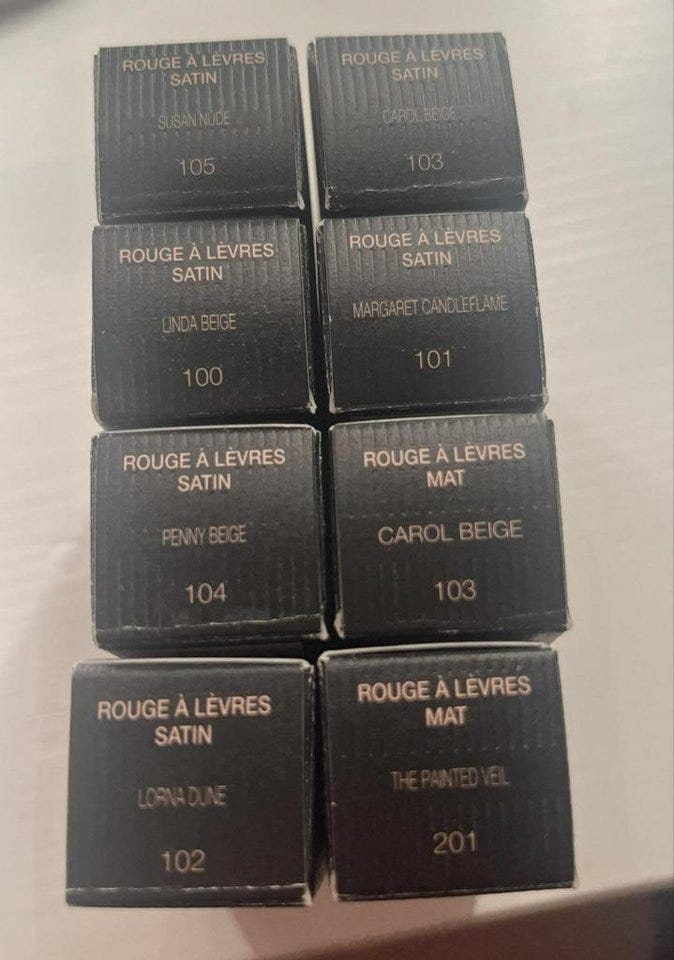 ROUGE À LÈVRES
SATIN
SUSAN NUDE
105
ROUGE À LÈVRES
SATIN
CAROL BEIGE
103
ROUGE À LÈVRES
SATIN
LINDA BEIGE
100
ROUGE À LÈVRES
SATIN
MARGARET CANDLEFLAME
101
ROUGE À LÈVRES
SATIN
PENNY BEIGE
104
ROUGE À LÈVRES
MAT
CAROL BEIGE
103
ROUGE À LÈVRES
SATIN
LORNA DUNE
102
ROUGE À LÈVRES
MAT
THE PAINTED VEIL
201